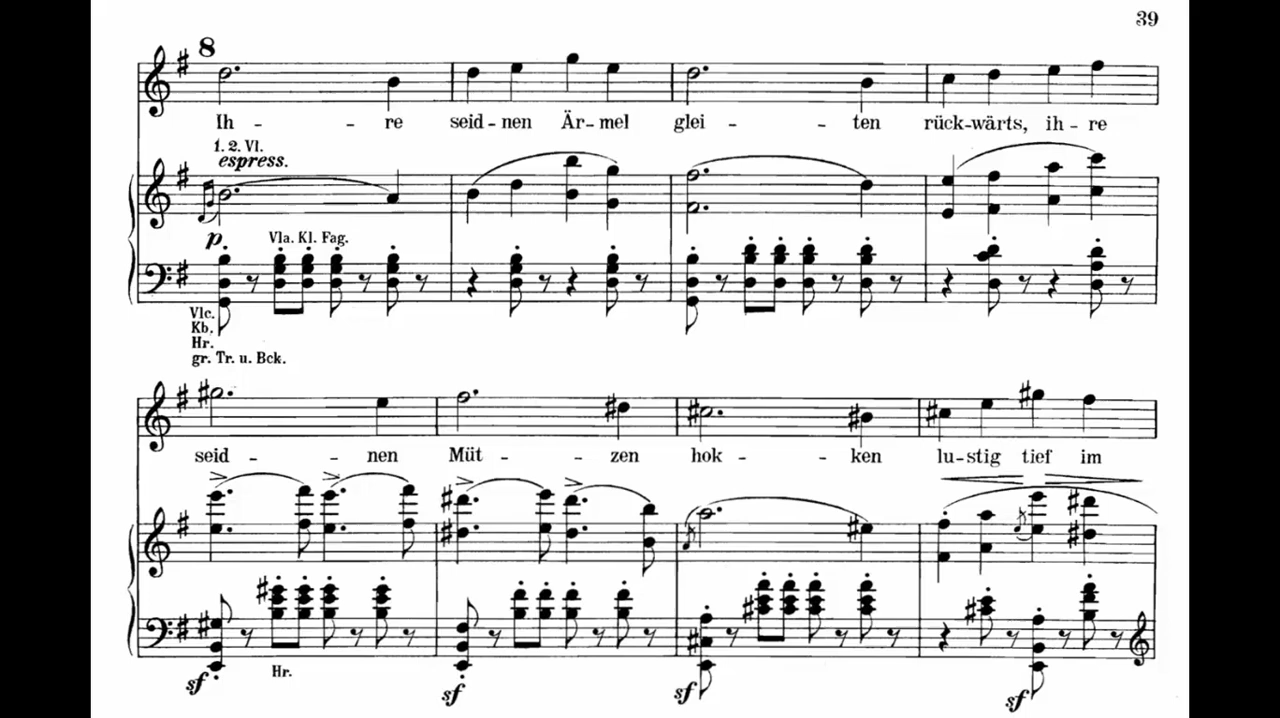 39
8
Ih - - re seid - nen Är - mel glei - - ten rück - wärts, ih - re
1. 2. Vl.
espress.
p
Vla. Kl. Fag.
Vlc.
Kb.
Hr.
gr. Tr. u. Bck.
seid - - nen Müt - - zen hok - - ken lu - stig tief im
sf
Hr.
sf
sf
sf